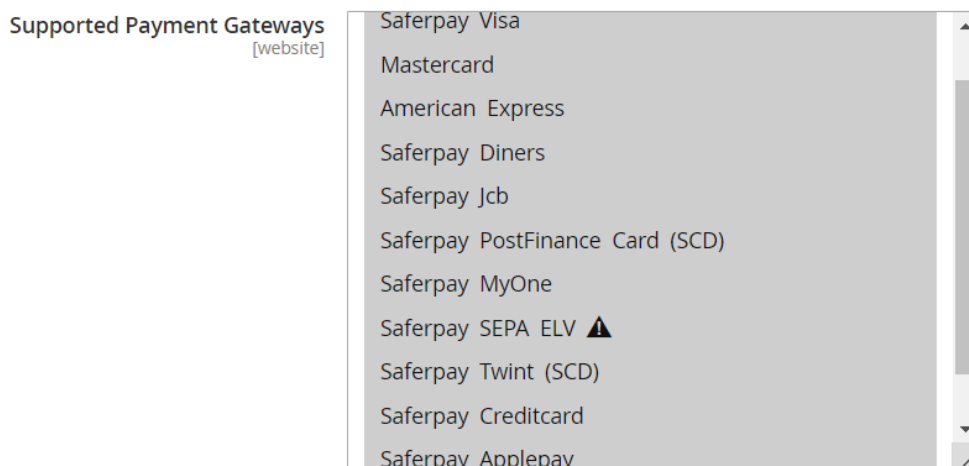 Supported Payment Gateways
[website]
Saferpay Visa
Mastercard
American Express
Saferpay Diners
Saferpay Jcb
Saferpay PostFinance Card (SCD)
Saferpay MyOne
Saferpay SEPA ELV ⚠
Saferpay Twint (SCD)
Saferpay Creditcard
Saferpay Applepay